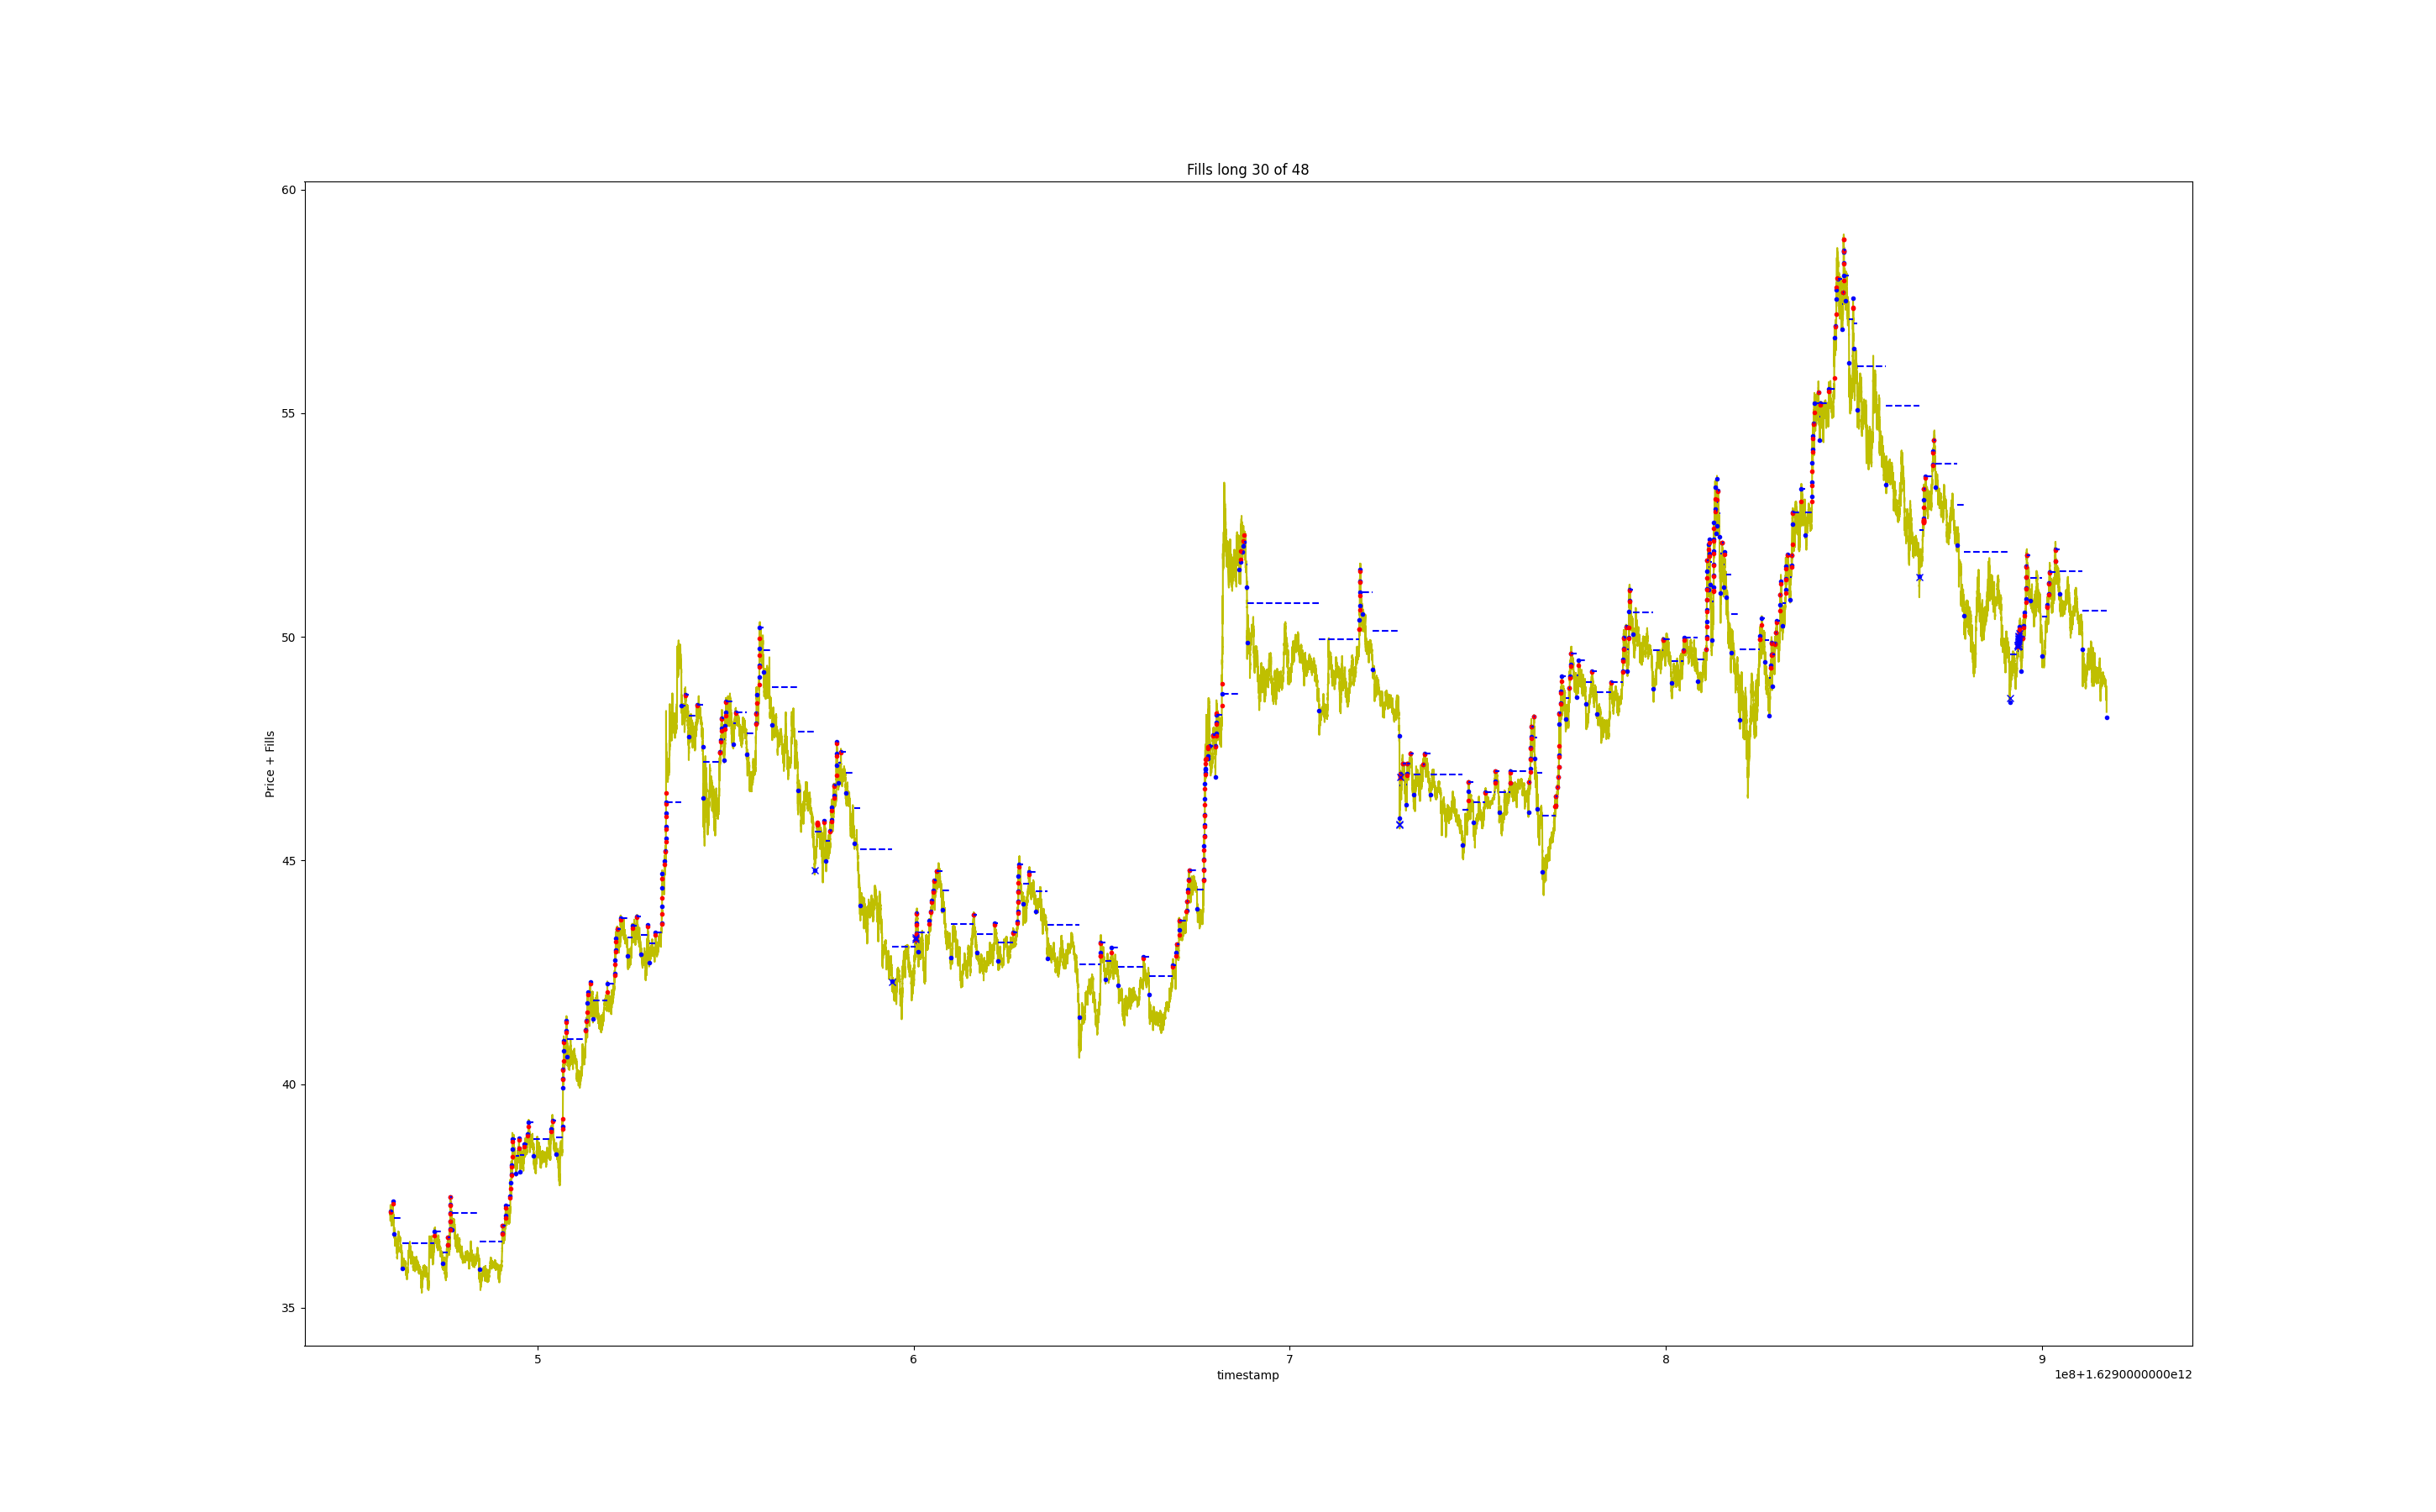 Fills long 30 of 48
60
55
50
45
40
35
Price + Fills
5
6
7
8
9
timestamp
1e8+1.6290000000e12